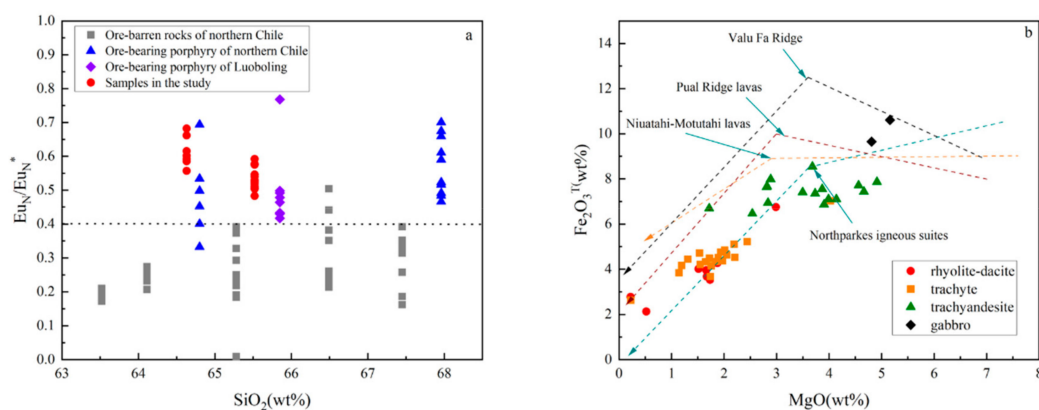 a
Ore-barren rocks of northern Chile
Ore-bearing porphyry of northern Chile
Ore-bearing porphyry of Luoboling
Samples in the study
1.0
0.9
0.8
0.7
0.6
0.5
0.4
0.3
0.2
0.1
0.0
Eu_N/Eu_N^*
63 64 65 66 67 68
SiO₂(wt%)
b
Valu Fa Ridge
Pual Ridge lavas
Niuatahi-Motutahi lavas
Northparkes igneous suites
rhyolite-dacite
trachyte
trachyandesite
gabbro
14
12
10
8
6
4
2
0
Fe₂O₃ᵀ(wt%)
0 1 2 3 4 5 6 7 8
MgO(wt%)